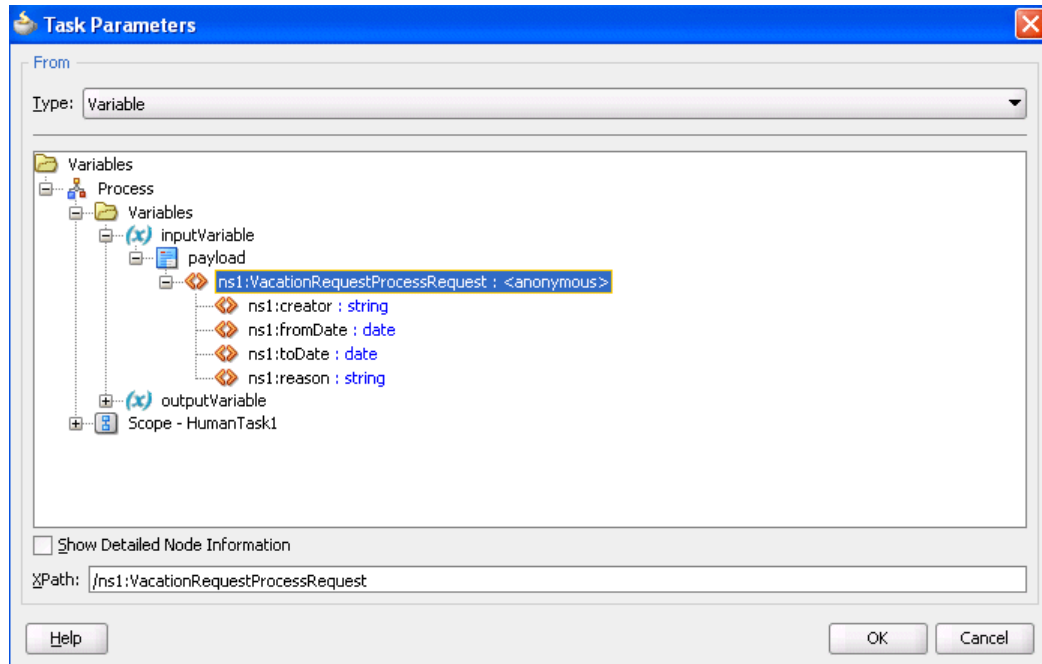 Task Parameters
From
Type: Variable
Variables
Process
Variables
(x) inputVariable
payload
ns1:VacationRequestProcessRequest : <anonymous>
ns1:creator : string
ns1:fromDate : date
ns1:toDate : date
ns1:reason : string
(x) outputVariable
Scope - HumanTask1
Show Detailed Node Information
XPath: /ns1:VacationRequestProcessRequest
Help OK Cancel